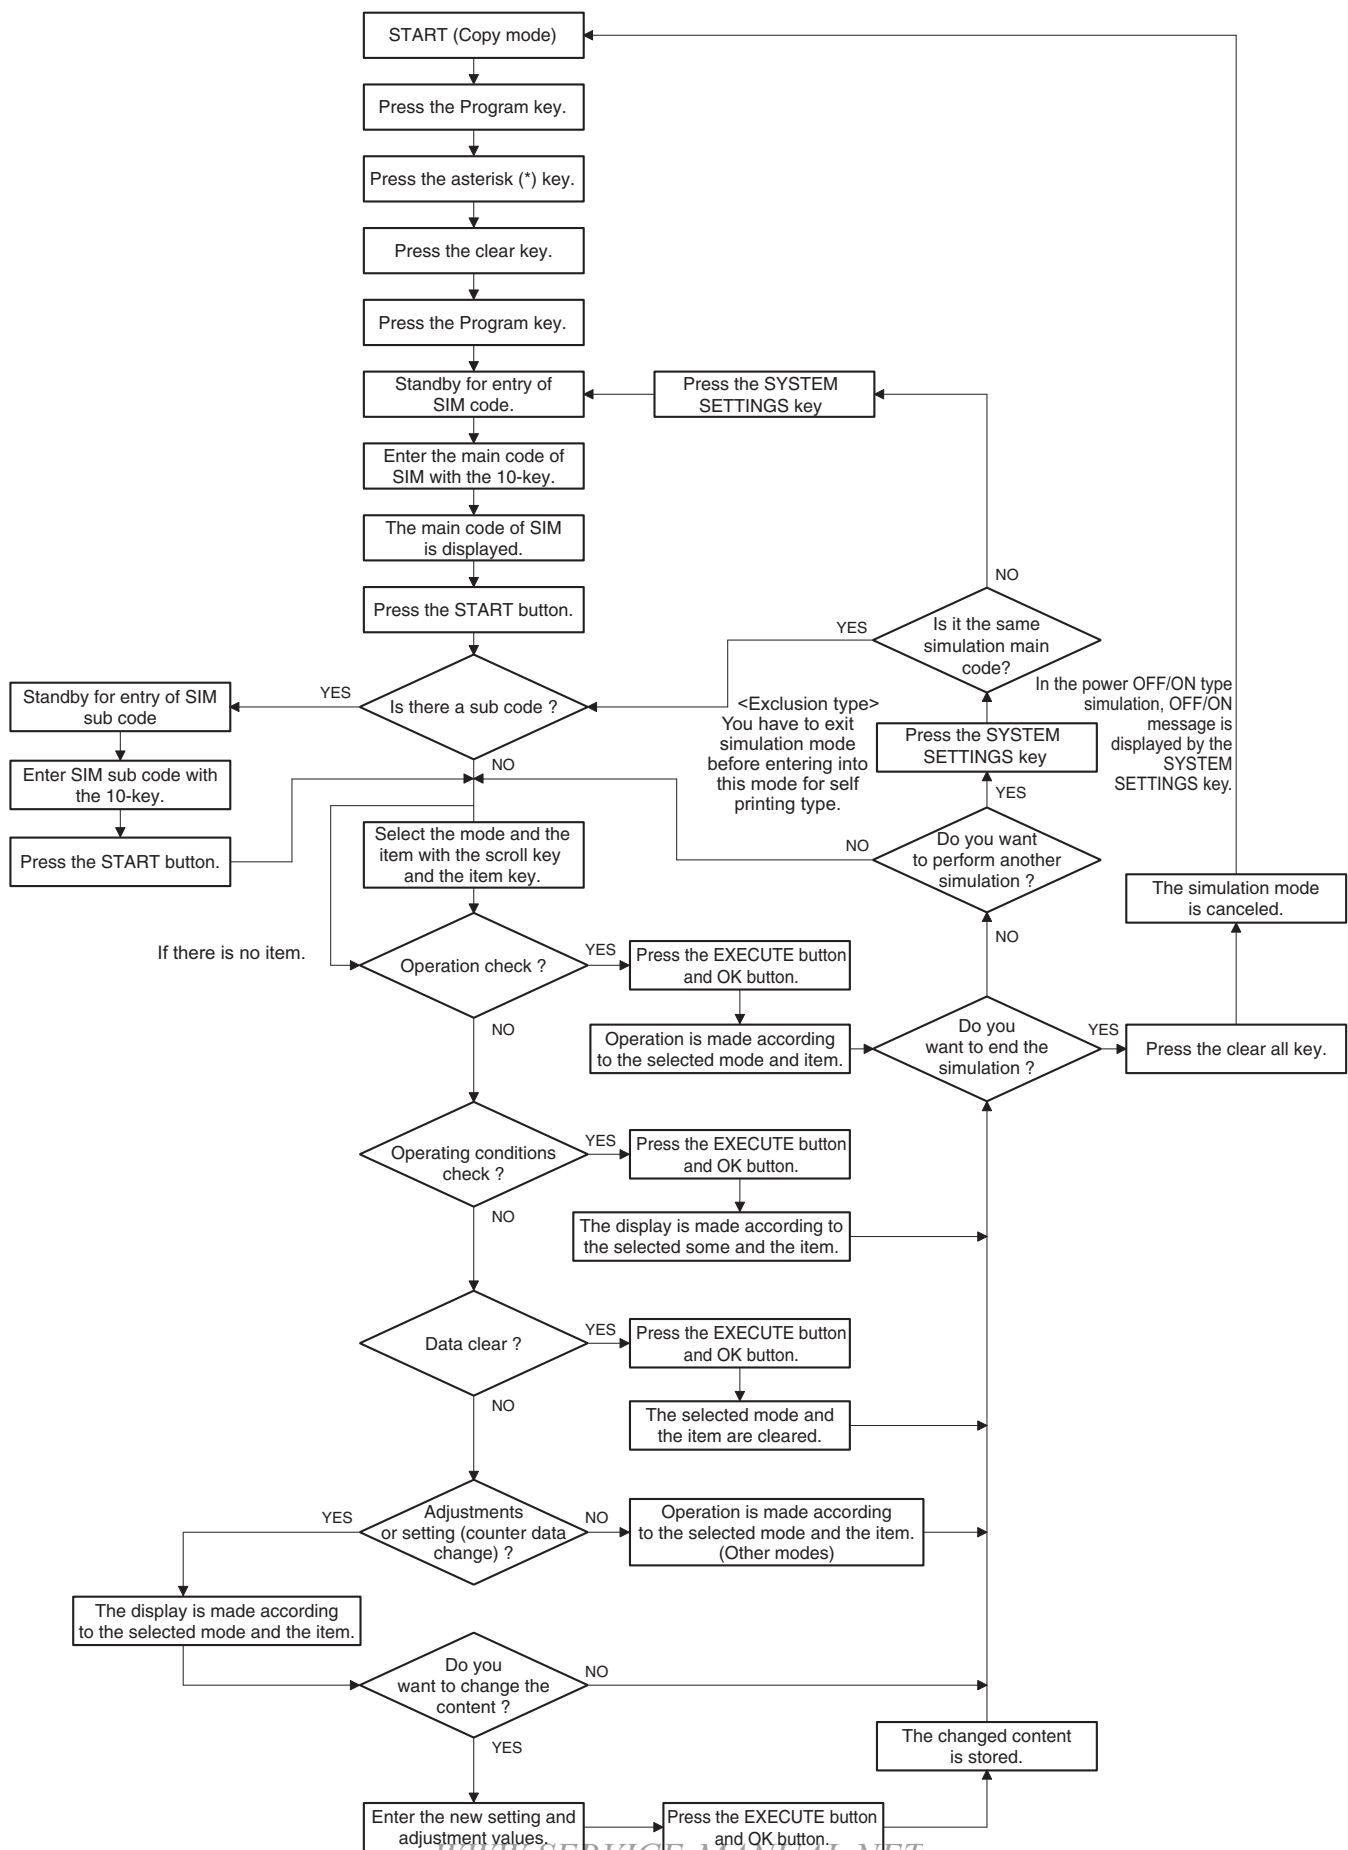 START (Copy mode)
Press the Program key.
Press the asterisk (*) key.
Press the clear key.
Press the Program key.
Standby for entry of
SIM code.
Press the SYSTEM
SETTINGS key
Enter the main code of
SIM with the 10-key.
The main code of SIM
is displayed.
NO
Press the START button.
YES
Is it the same
simulation main
code?
Standby for entry of SIM
sub code
YES
Is there a sub code ?
<Exclusion type>
You have to exit
simulation mode
before entering into
this mode for self
printing type.
In the power OFF/ON type
simulation, OFF/ON
message is
displayed by the
SYSTEM
SETTINGS key.
Press the SYSTEM
SETTINGS key
NO
Enter SIM sub code with
the 10-key.
YES
Select the mode and the
item with the scroll key
and the item key.
NO
Do you want
to perform another
simulation ?
Press the START button.
The simulation mode
is canceled.
NO
If there is no item.
Operation check ?
YES
Press the EXECUTE button
and OK button.
NO
Operation is made according
to the selected mode and item.
Do you
want to end the
simulation ?
YES
Press the clear all key.
Operating conditions
check ?
YES
Press the EXECUTE button
and OK button.
NO
The display is made according to
the selected some and the item.
Data clear ?
YES
Press the EXECUTE button
and OK button.
NO
The selected mode and
the item are cleared.
YES
Adjustments
or setting (counter data
change) ?
NO
Operation is made according
to the selected mode and the item.
(Other modes)
The display is made according
to the selected mode and the item.
Do you
want to change the
content ?
NO
YES
The changed content
is stored.
Enter the new setting and
adjustment values.
Press the EXECUTE button
and OK button.
WWW.SERVICE-MANUAL.NET